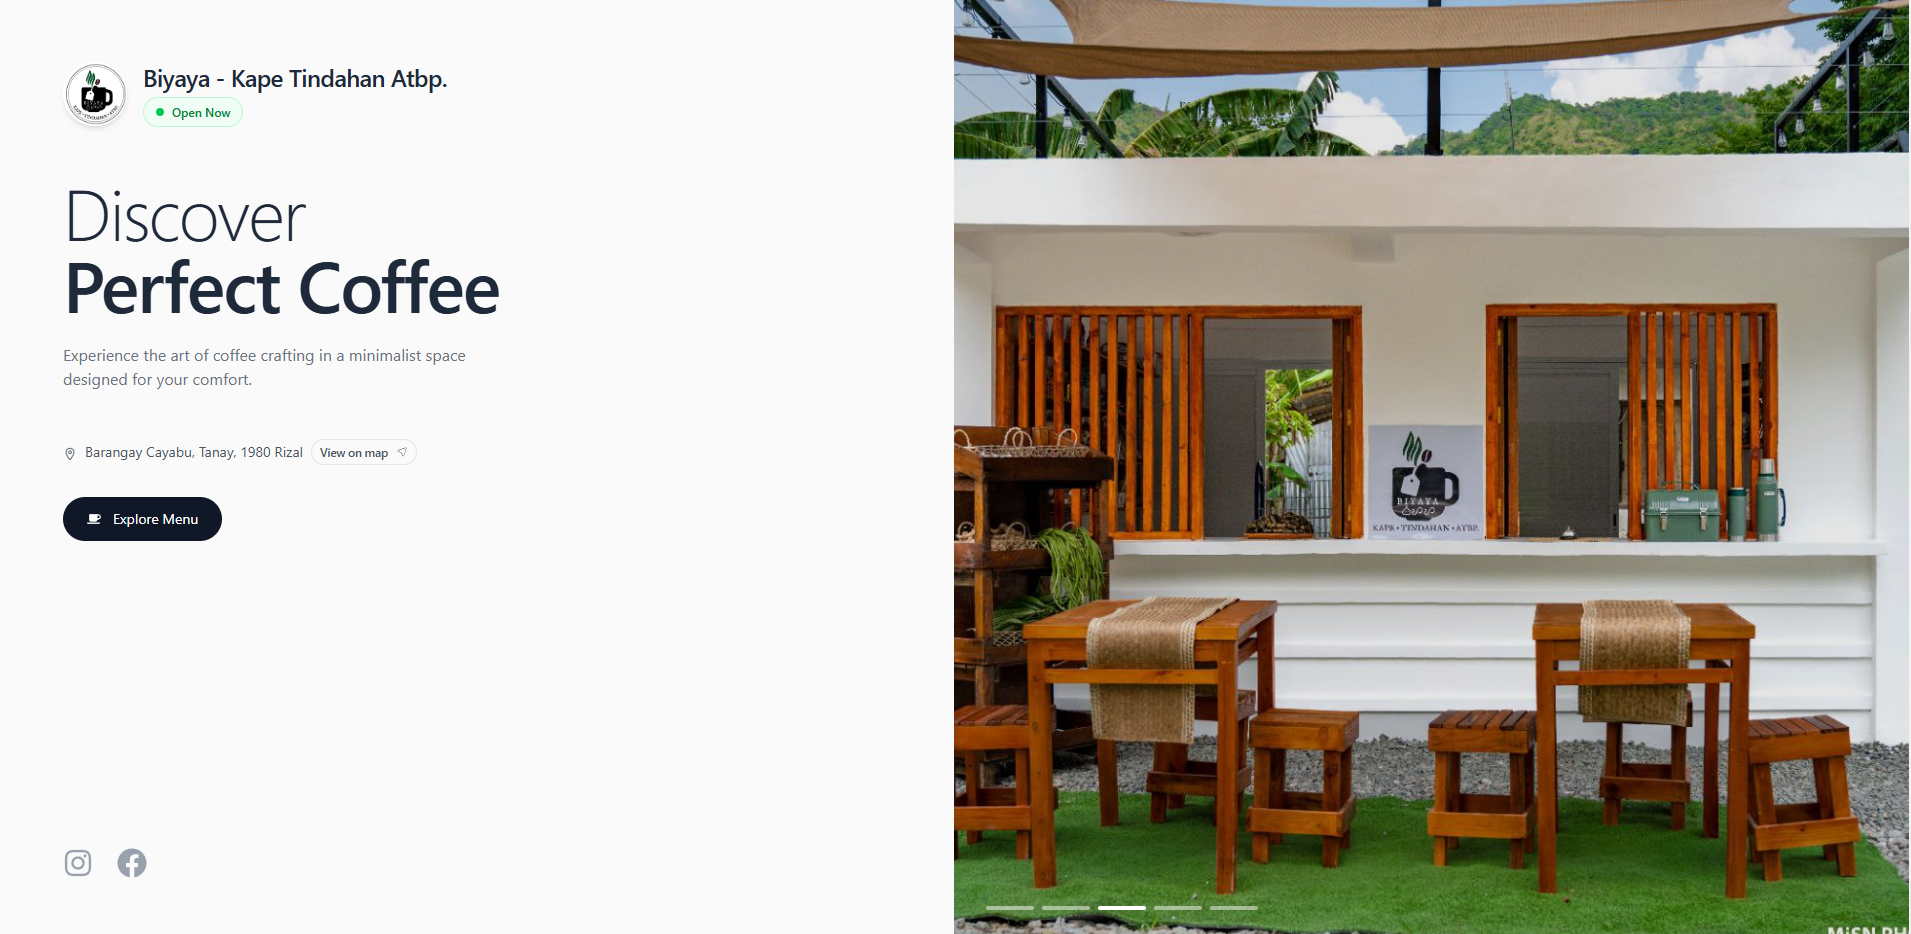 Biyaya - Kape Tindahan Atbp.
Open Now
Discover
Perfect Coffee
Experience the art of coffee crafting in a minimalist space
designed for your comfort.
Barangay Cayabu, Tanay, 1980 Rizal
View on map
Explore Menu
BIYAYA
KAPE • TINDAHAN • ATBP.